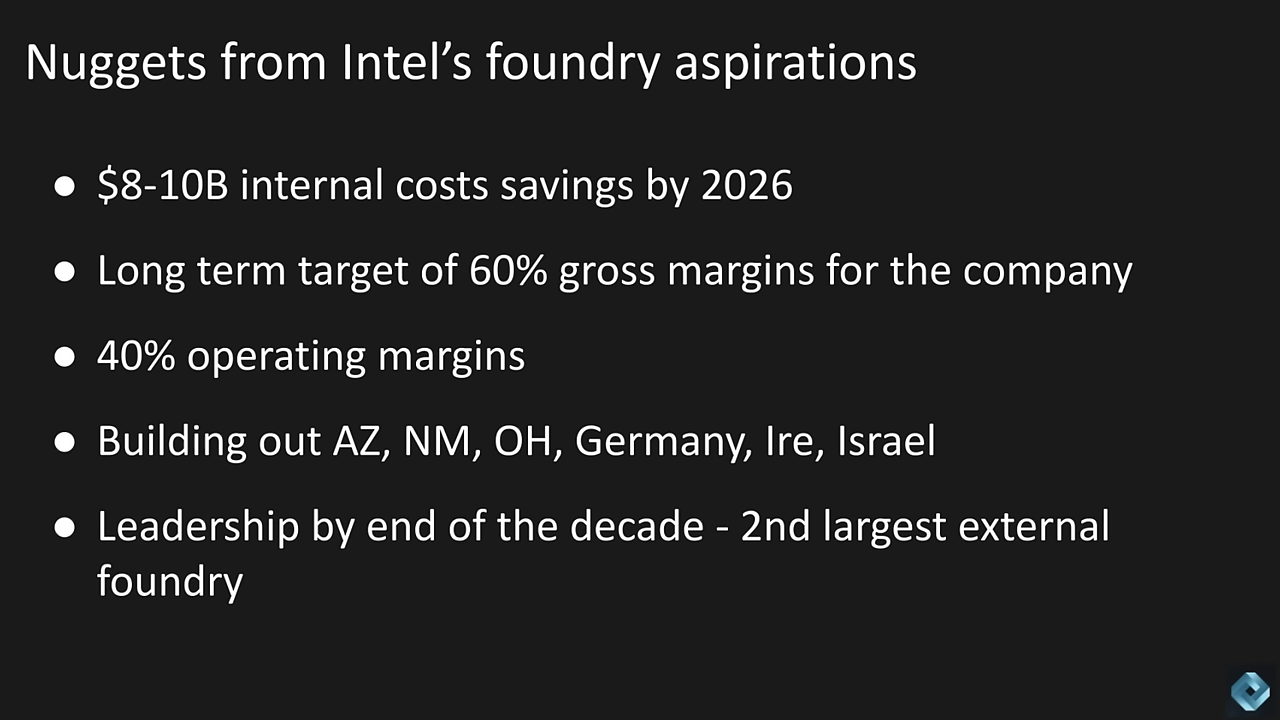 Nuggets from Intel’s foundry aspirations
● $8-10B internal costs savings by 2026
● Long term target of 60% gross margins for the company
● 40% operating margins
● Building out AZ, NM, OH, Germany, Ire, Israel
● Leadership by end of the decade - 2nd largest external
foundry